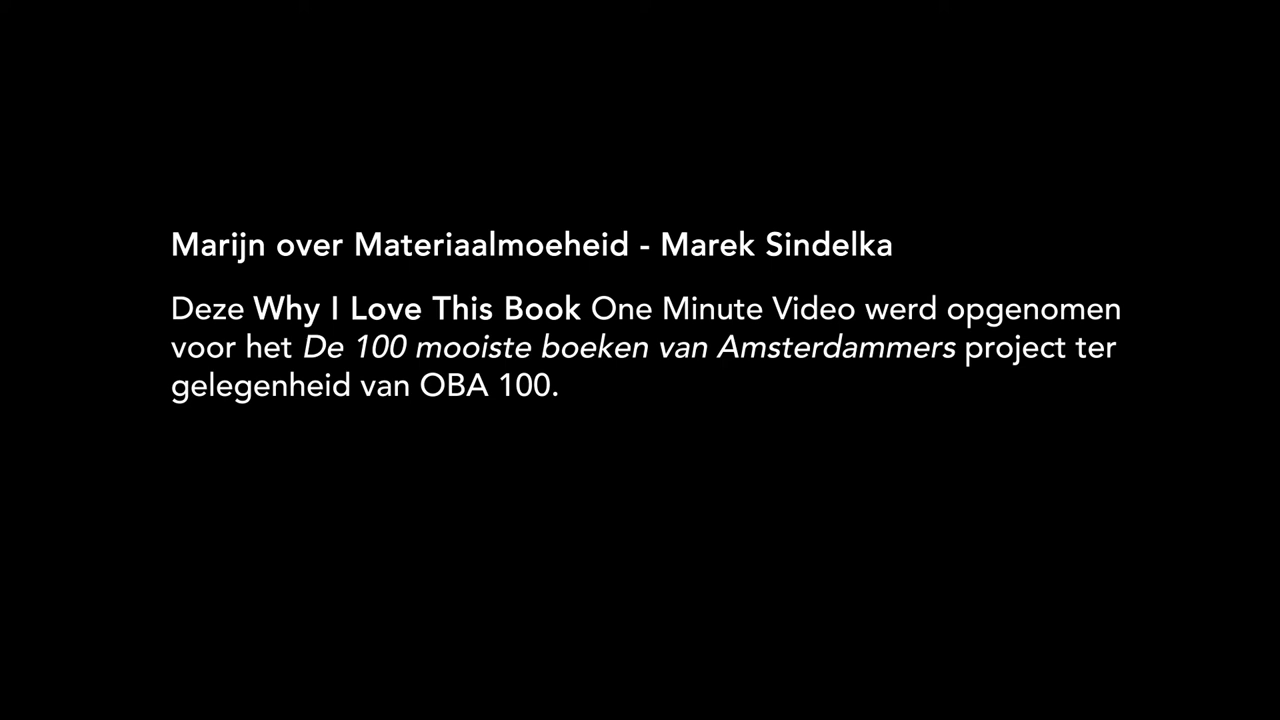 Marijn over Materiaalmoeheid - Marek Sindelka
Deze Why I Love This Book One Minute Video werd opgenomen
voor het De 100 mooiste boeken van Amsterdammers project ter
gelegenheid van OBA 100.